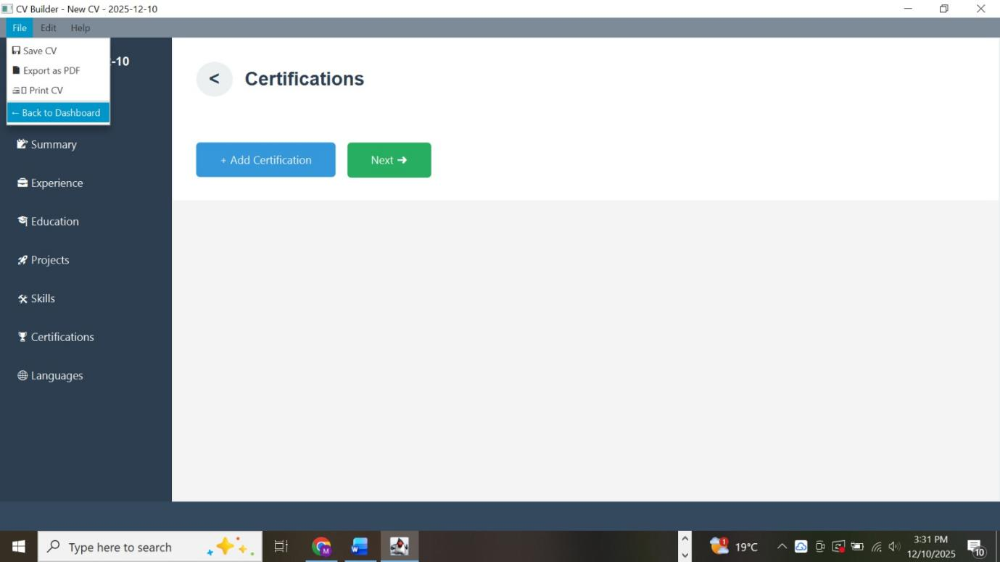 CV Builder - New CV - 2025-12-10
File Edit Help
Save CV
-10
Export as PDF
Print CV
← Back to Dashboard
< Certifications
+ Add Certification
Next ➔
Summary
Experience
Education
Projects
Skills
Certifications
Languages
Type here to search
1
19°C
3:31 PM
12/10/2025
10